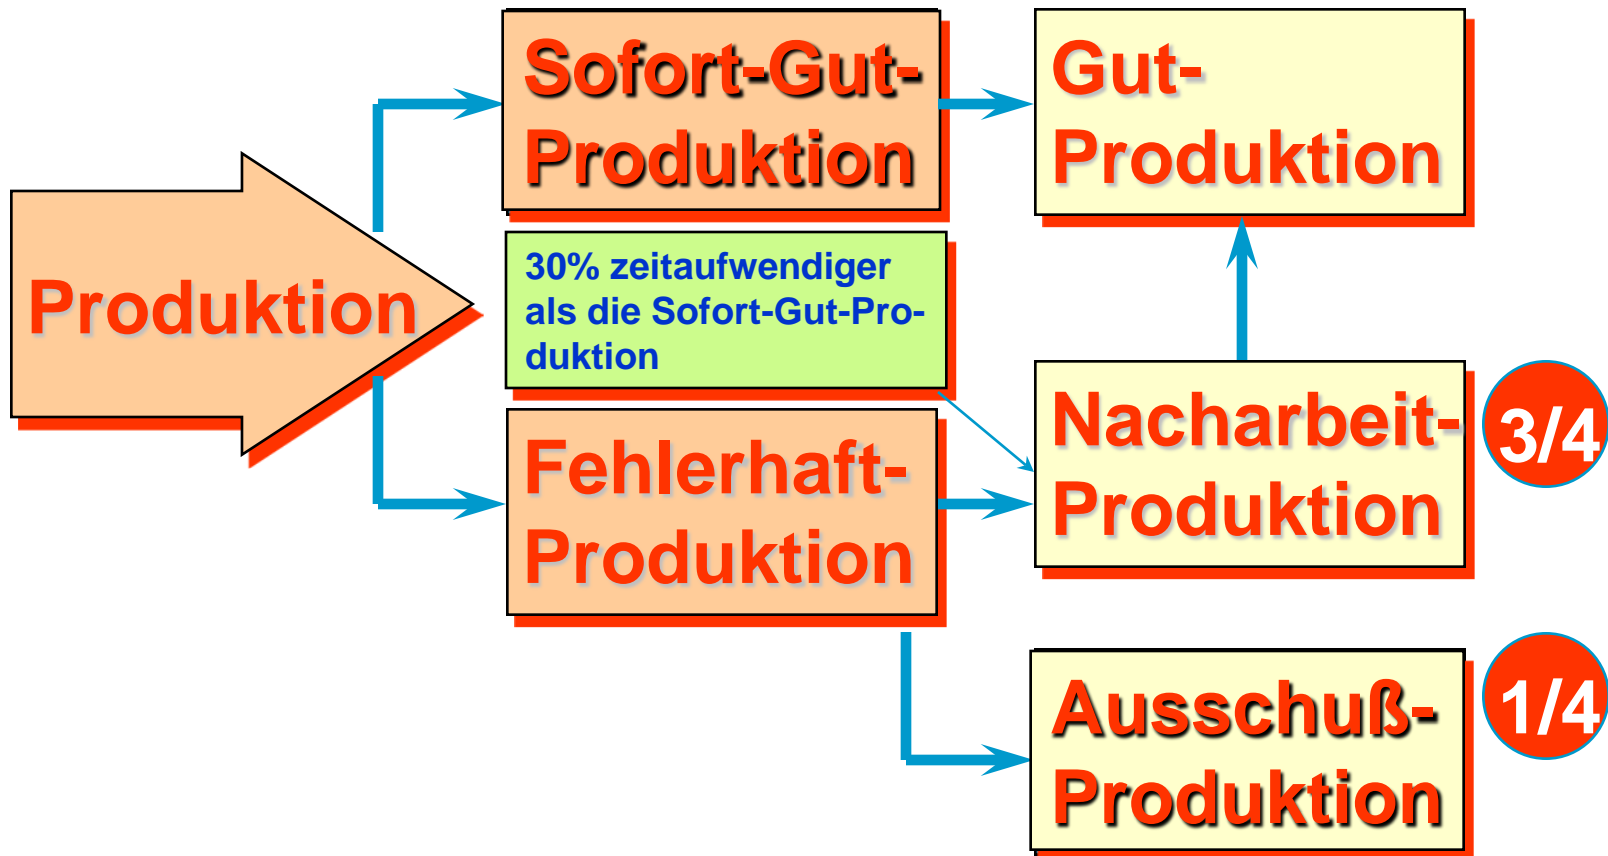 Produktion
Sofort-Gut-
Produktion
Gut-
Produktion
30% zeitaufwendiger
als die Sofort-Gut-Pro-
duktion
Fehlerhaft-
Produktion
Nacharbeit-
Produktion
3/4
Ausschuß-
Produktion
1/4